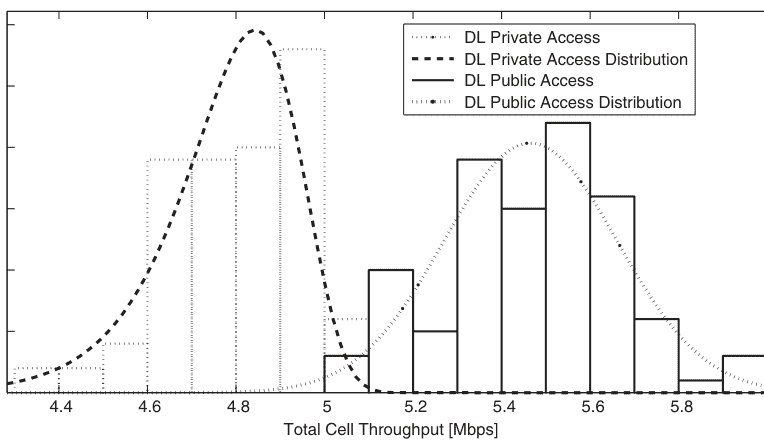 DL Private Access
DL Private Access Distribution
DL Public Access
DL Public Access Distribution
4.4 4.6 4.8 5 5.2 5.4 5.6 5.8
Total Cell Throughput [Mbps]